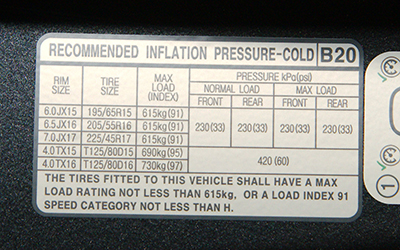 RECOMMENDED INFLATION PRESSURE-COLD B20
RIM SIZE TIRE SIZE MAX LOAD (INDEX) PRESSURE kPa(psi)
NORMAL LOAD MAX LOAD
FRONT REAR FRONT REAR
6.0JX15 195/65R15 615kg(91)
6.5JX16 205/55R16 615kg(91) 230(33) 230(33) 230(33) 230(33)
7.0JX17 225/45R17 615kg(91)
4.0TX15 T125/80D15 690kg(95) 420(60)
4.0TX16 T125/80D16 730kg(97)
THE TIRES FITTED TO THIS VEHICLE SHALL HAVE A MAX
LOAD RATING NOT LESS THAN 615kg, OR A LOAD INDEX 91
SPEED CATEGORY NOT LESS THAN H.
1